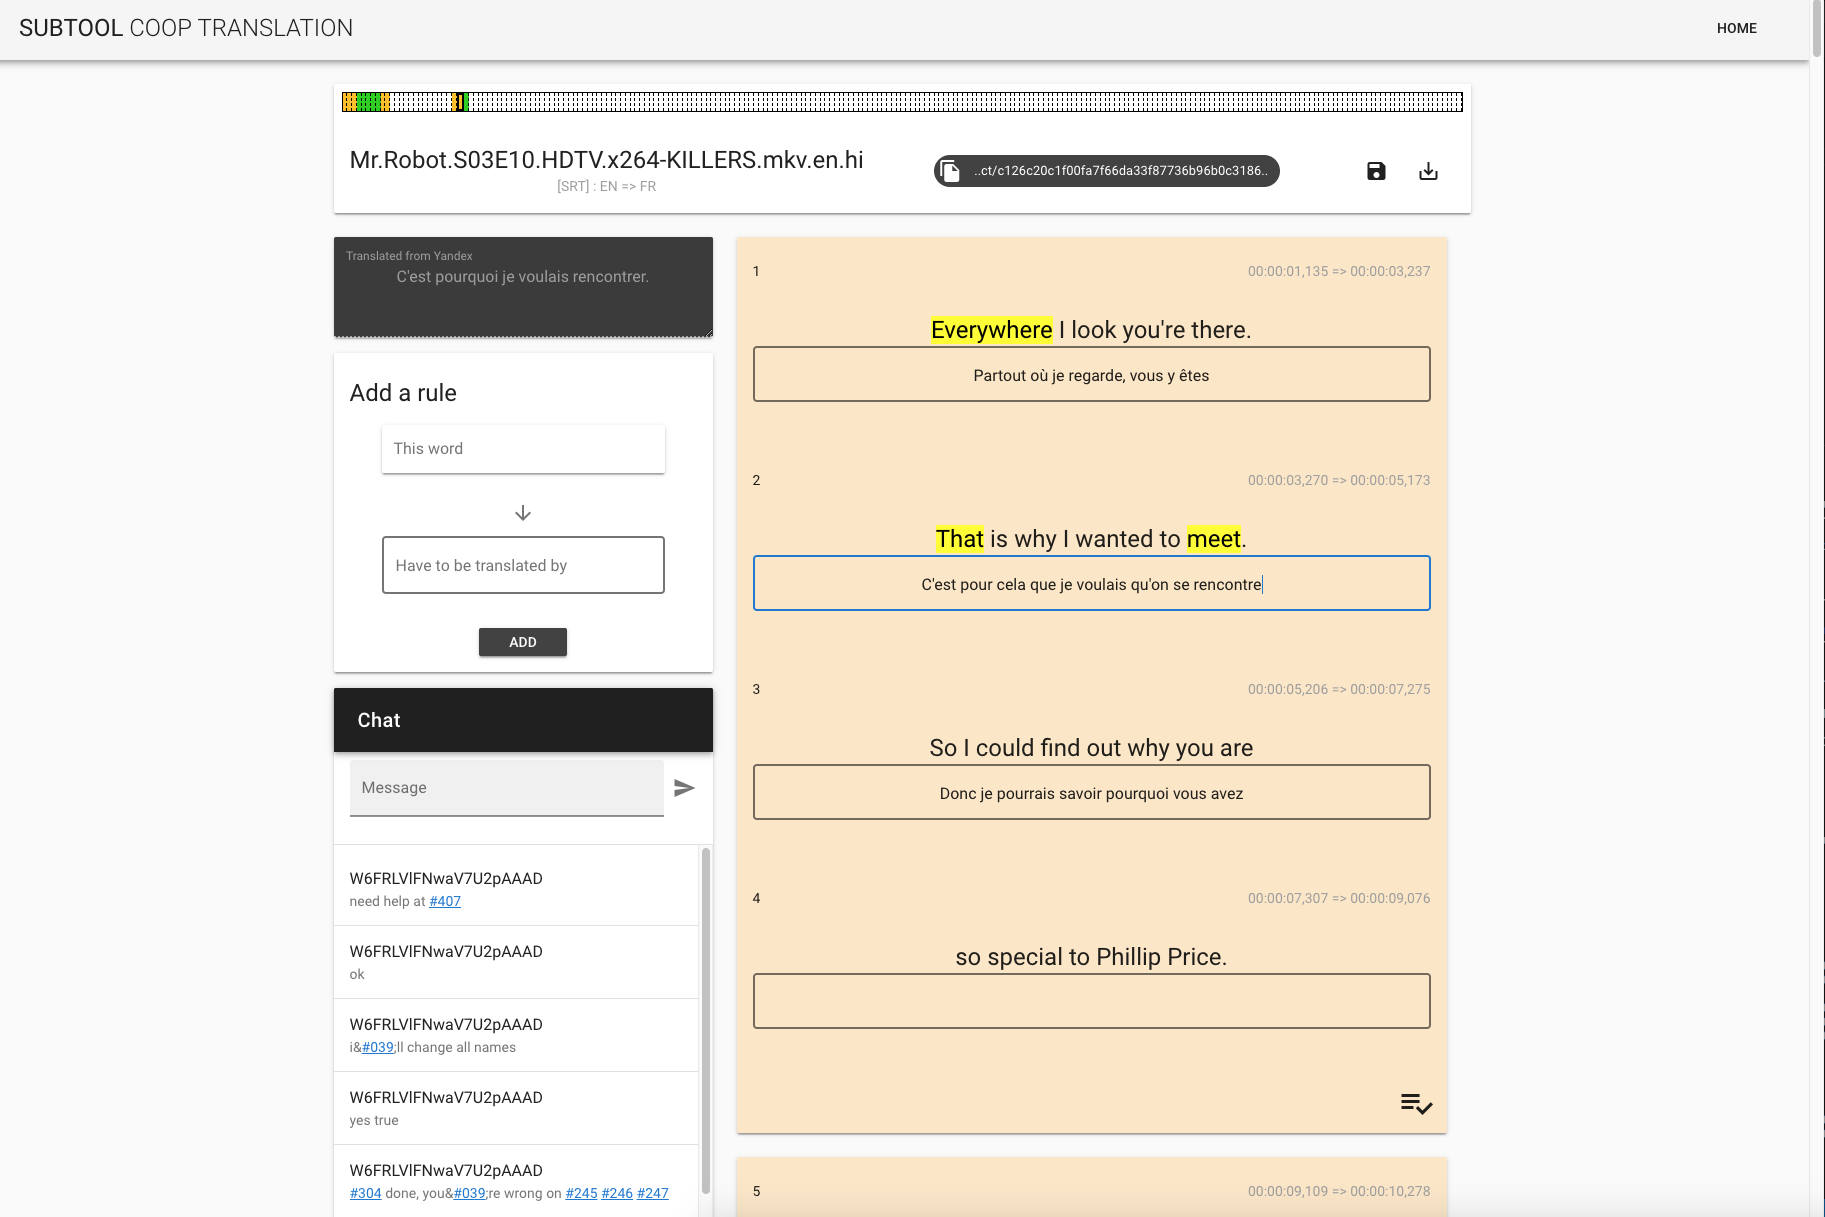 SUBTOOL COOP TRANSLATION
HOME
Mr.Robot.S03E10.HDTV.x264-KILLERS.mkv.en.hi
[SRT] : EN => FR
..ct/c126c20c1f00fa7f66da33f87736b96b0c3186..
Translated from Yandex
C'est pourquoi je voulais rencontrer.
Add a rule
This word
Have to be translated by
ADD
Chat
Message
W6FRLVlFNwaV7U2pAAAD
need help at #407
W6FRLVlFNwaV7U2pAAAD
ok
W6FRLVlFNwaV7U2pAAAD
i&#039;ll change all names
W6FRLVlFNwaV7U2pAAAD
yes true
W6FRLVlFNwaV7U2pAAAD
#304 done, you&#039;re wrong on #245 #246 #247
1
00:00:01,135 => 00:00:03,237
Everywhere I look you're there.
Partout où je regarde, vous y êtes
2
00:00:03,270 => 00:00:05,173
That is why I wanted to meet.
C'est pour cela que je voulais qu'on se rencontre
3
00:00:05,206 => 00:00:07,275
So I could find out why you are
Donc je pourrais savoir pourquoi vous avez
4
00:00:07,307 => 00:00:09,076
so special to Phillip Price.
5
00:00:09,109 => 00:00:10,278